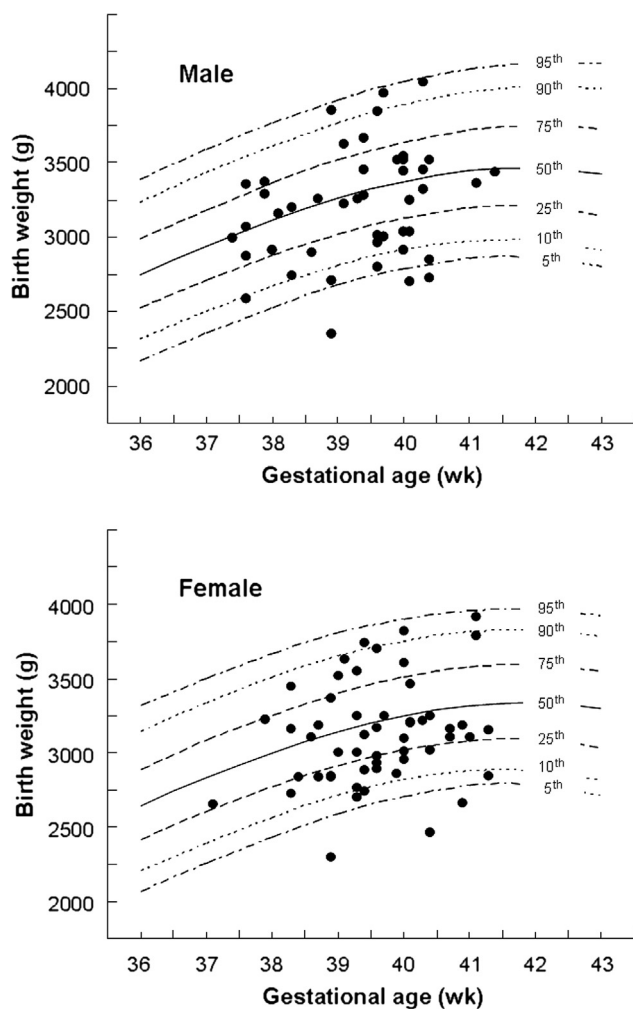 Male
Birth weight (g)
4000
3500
3000
2500
2000
95th
90th
75th
50th
25th
10th
5th
36 37 38 39 40 41 42 43
Gestational age (wk)
Female
Birth weight (g)
4000
3500
3000
2500
2000
95th
90th
75th
50th
25th
10th
5th
36 37 38 39 40 41 42 43
Gestational age (wk)